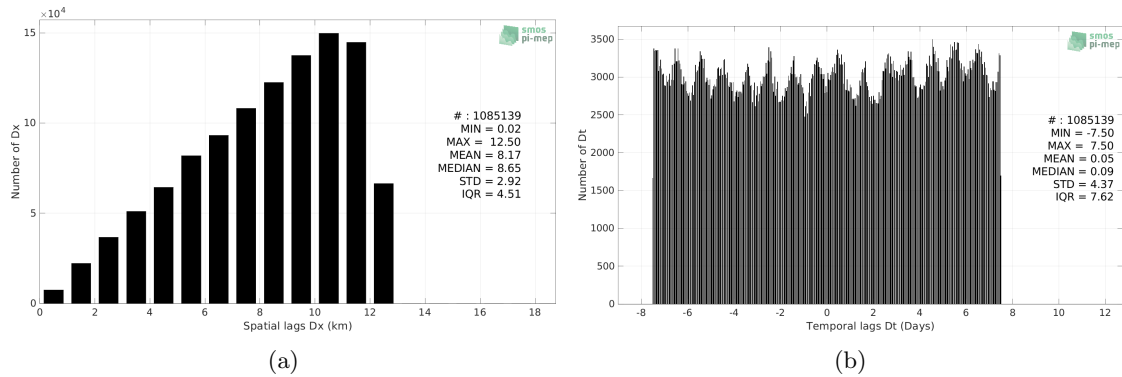 ×10⁴
15
10
5
0
Number of Dx
smos
pi-mep
# : 1085139
MIN = 0.02
MAX = 12.50
MEAN = 8.17
MEDIAN = 8.65
STD = 2.92
IQR = 4.51
0 2 4 6 8 10 12 14 16 18
Spatial lags Dx (km)
(a)
3500
3000
2500
2000
1500
1000
500
0
Number of Dt
smos
pi-mep
# : 1085139
MIN = -7.50
MAX = 7.50
MEAN = 0.05
MEDIAN = 0.09
STD = 4.37
IQR = 7.62
-8 -6 -4 -2 0 2 4 6 8 10 12
Temporal lags Dt (Days)
(b)